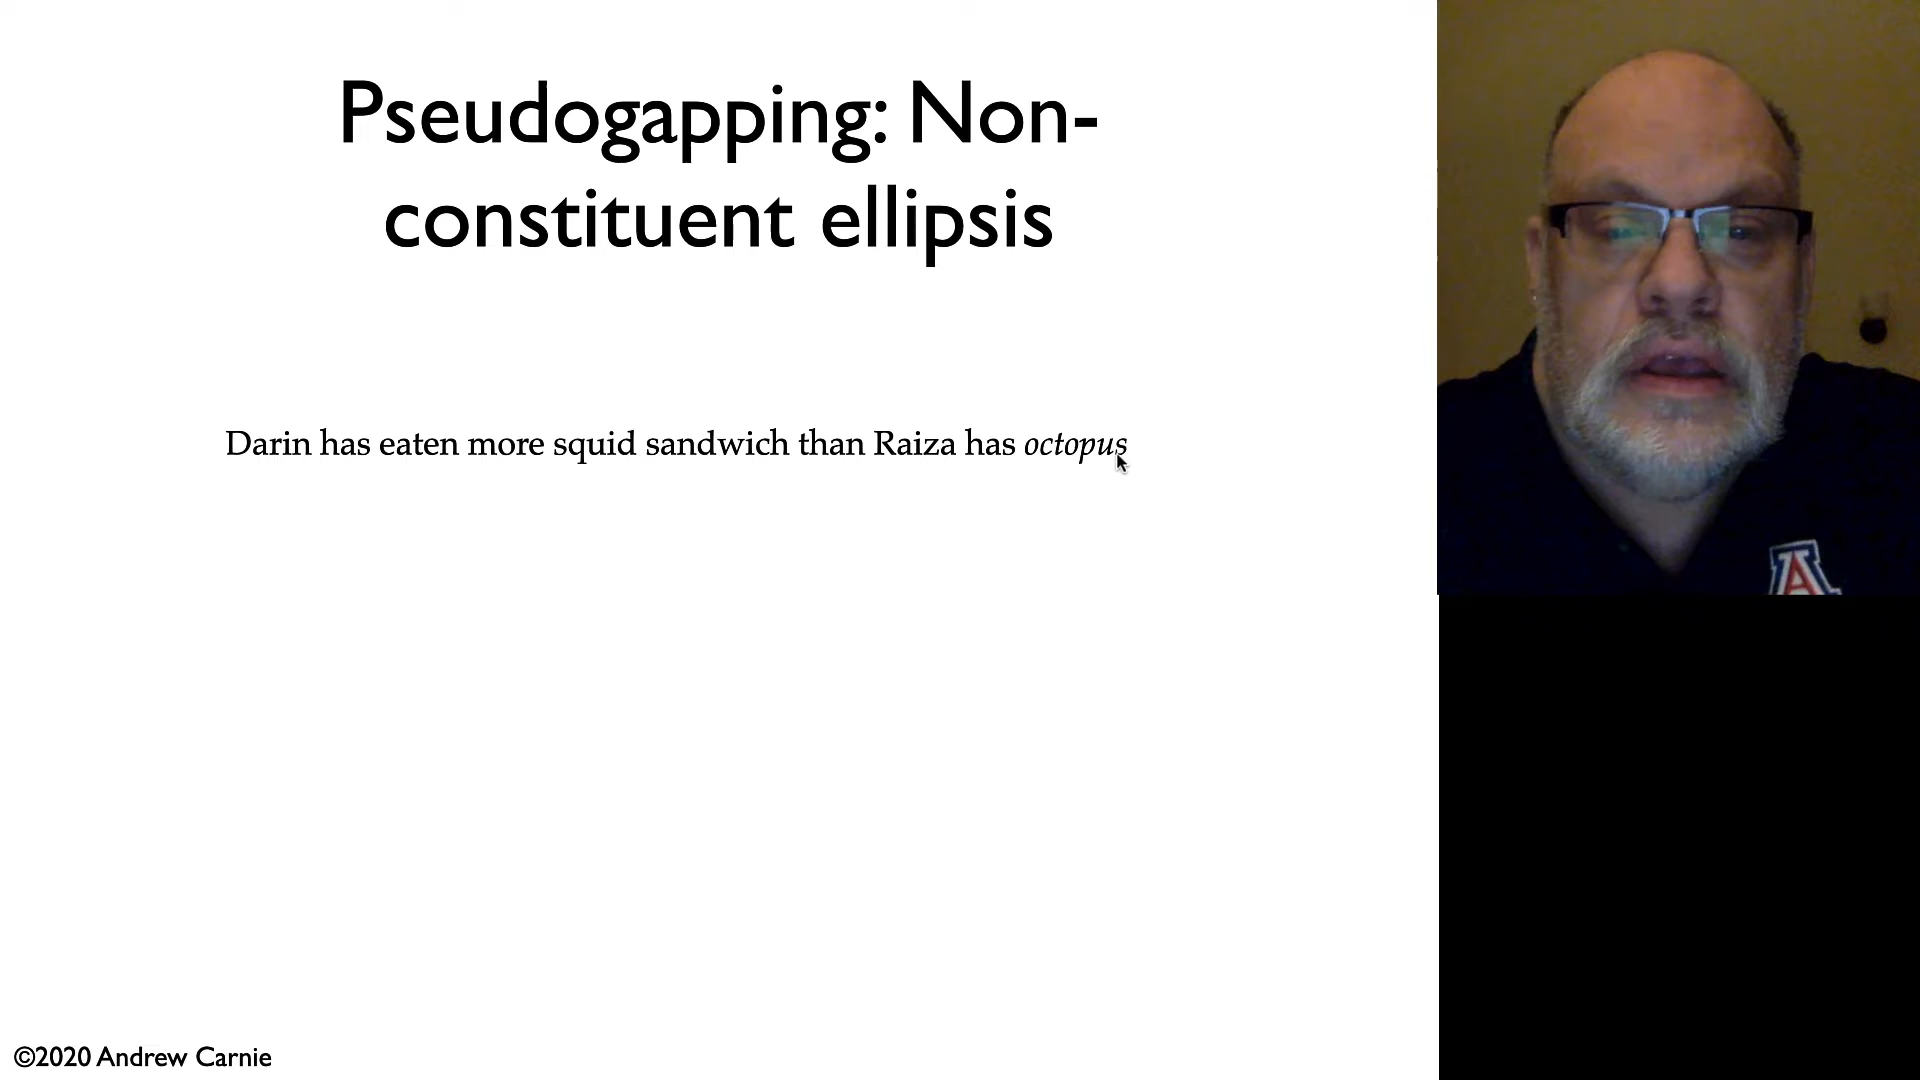 Pseudogapping: Non-
constituent ellipsis
Darin has eaten more squid sandwich than Raiza has octopus
A
©2020 Andrew Carnie